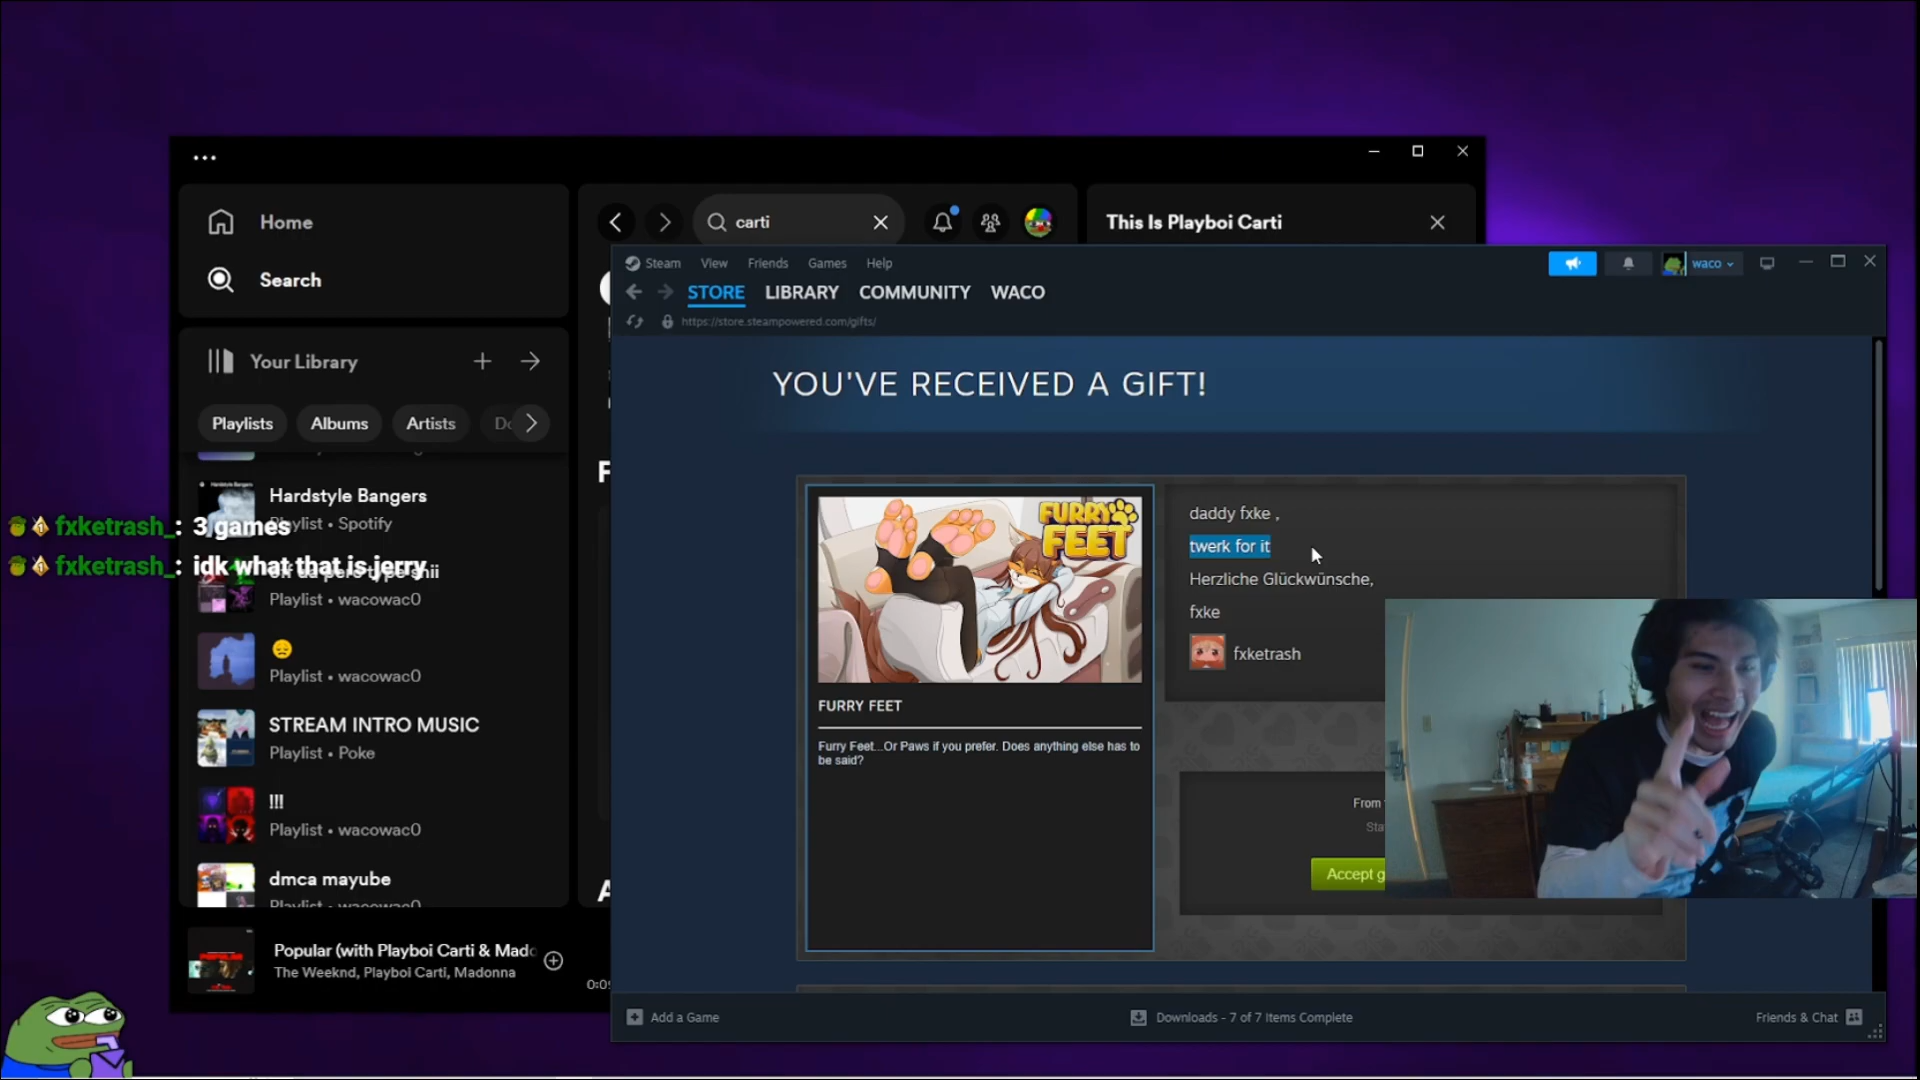 Home
Search
Your Library
Playlists
Albums
Artists
Hardstyle Bangers
Playlist • Spotify
fxketrash_: 3 games
fxketrash_: idk what that is jerry
Playlist • wacowac0
Playlist • wacowac0
STREAM INTRO MUSIC
Playlist • Poke
!!!
Playlist • wacowac0
dmca mayube
Playlist • wacowac0
Popular (with Playboi Carti & Mado
The Weeknd, Playboi Carti, Madonna
carti
This Is Playboi Carti
Steam View Friends Games Help
waco
STORE LIBRARY COMMUNITY WACO
https://store.steampowered.com/gifts/
YOU'VE RECEIVED A GIFT!
FURRY
FEET
FURRY FEET
Furry Feet...Or Paws if you prefer. Does anything else has to
be said?
daddy fxke ,
twerk for it
Herzliche Glückwünsche,
fxke
fxketrash
From
Accept g
Add a Game
Downloads - 7 of 7 Items Complete
Friends & Chat